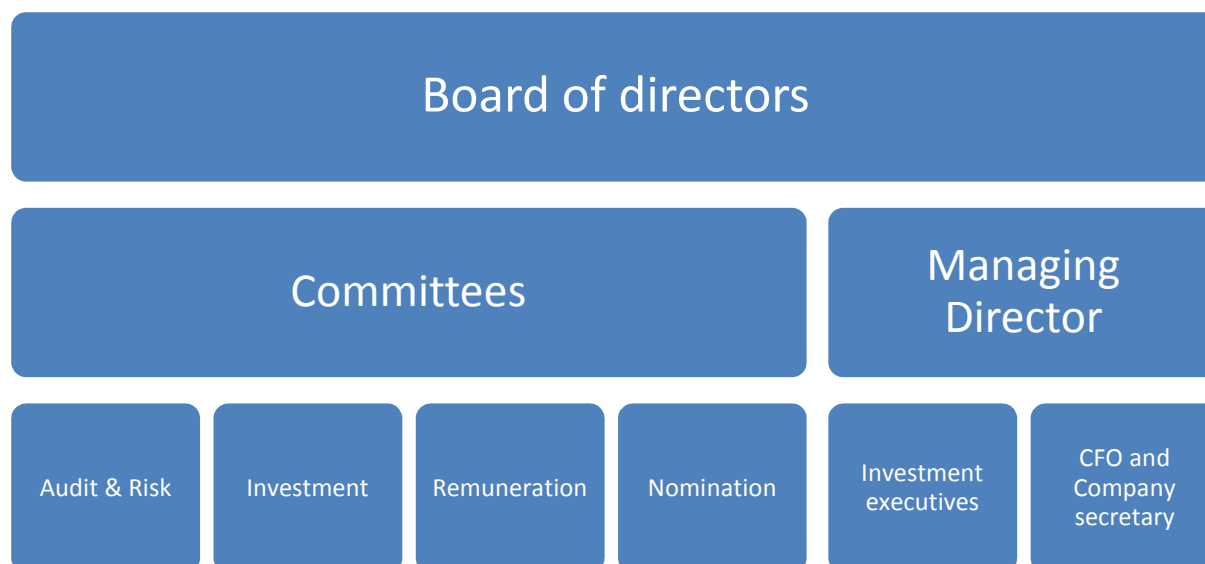 Board of directors
Committees
Managing
Director
Audit & Risk
Investment
Remuneration
Nomination
Investment
executives
CFO and
Company
secretary